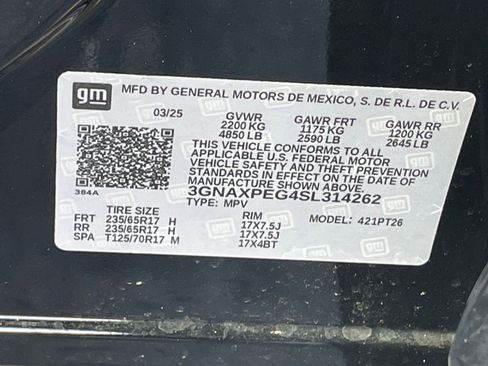 gm MFD BY GENERAL MOTORS DE MEXICO, S. DE R.L. DE C.V.
03/25 GVWR GAWR FRT GAWR RR
2200 KG 1175 KG 1200 KG
4850 LB 2590 LB 2645 LB
THIS VEHICLE CONFORMS TO ALL
APPLICABLE U.S. FEDERAL MOTOR
VEHICLE SAFETY AND THEFT PREVENTION
STANDARDS IN EFFECT ON THE DATE OF
MANUFACTURE SHOWN ABOVE.
384A 3GNAXPEG4SL314262
TYPE: MPV MODEL: 421PT26
TIRE SIZE RIM
FRT 235/65R17 H 17X7.5J
RR 235/65R17 H 17X7.5J
SPA T125/70R17 M 17X4BT